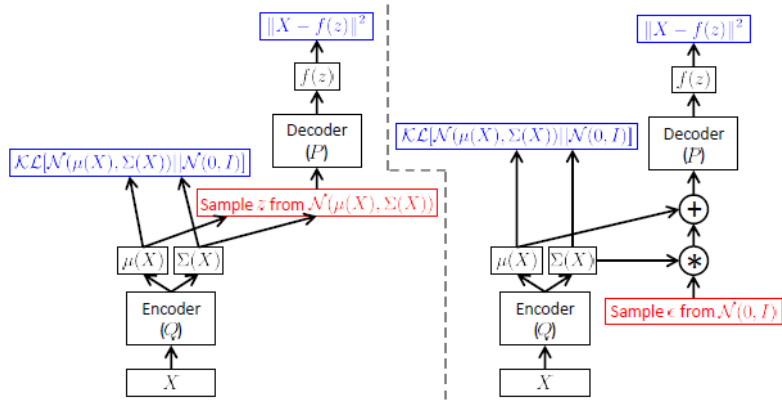 ‖X − f(z)‖²
f(z)
Decoder
(P)
𝒦ℒ[𝒩(μ(X), Σ(X))||𝒩(0, I)]
Sample z from 𝒩(μ(X), Σ(X))
μ(X)
Σ(X)
Encoder
(Q)
X
‖X − f(z)‖²
f(z)
Decoder
(P)
𝒦ℒ[𝒩(μ(X), Σ(X))||𝒩(0, I)]
+
μ(X)
Σ(X)
*
Sample ϵ from 𝒩(0, I)
Encoder
(Q)
X